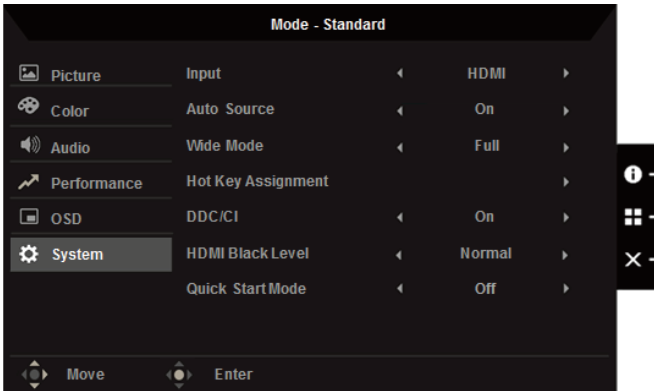 Mode - Standard
Picture Input HDMI
Color Auto Source On
Audio Wide Mode Full
Performance Hot Key Assignment
OSD DDC/CI On
System HDMI Black Level Normal
Quick Start Mode Off
Move Enter